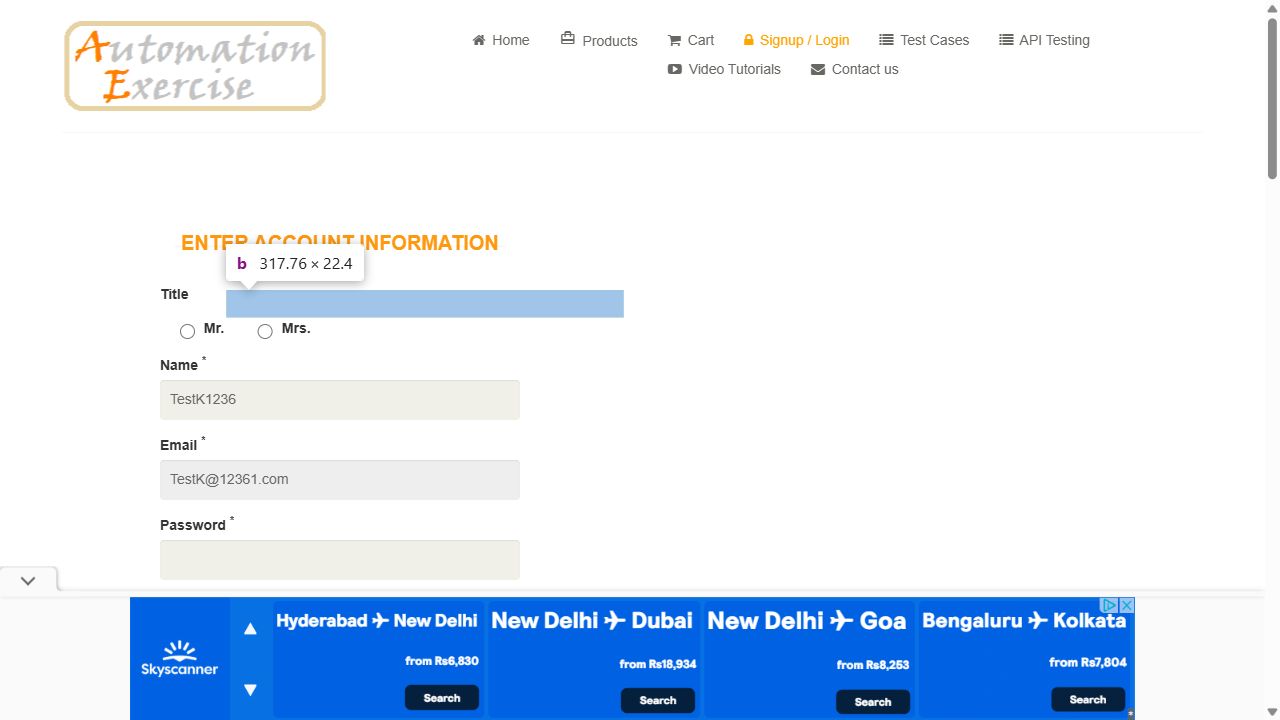 Automation
Exercise
Home
Products
Cart
Signup / Login
Test Cases
API Testing
Video Tutorials
Contact us
ENTER ACCOUNT INFORMATION
b 317.76 × 22.4
Title
Mr.
Mrs.
Name *
TestK1236
Email *
TestK@12361.com
Password *
Skyscanner
Hyderabad ✈ New Delhi
from Rs6,830
Search
New Delhi ✈ Dubai
from Rs18,934
Search
New Delhi ✈ Goa
from Rs8,253
Search
Bengaluru ✈ Kolkata
from Rs7,804
Search